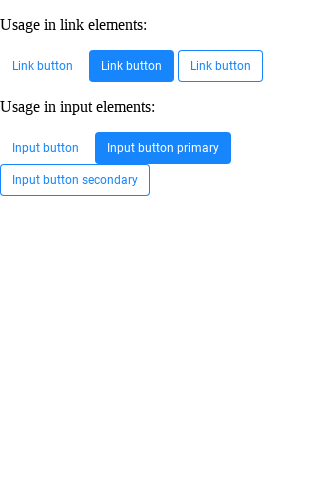 Usage in link elements:
Link button Link button Link button
Usage in input elements:
Input button Input button primary
Input button secondary